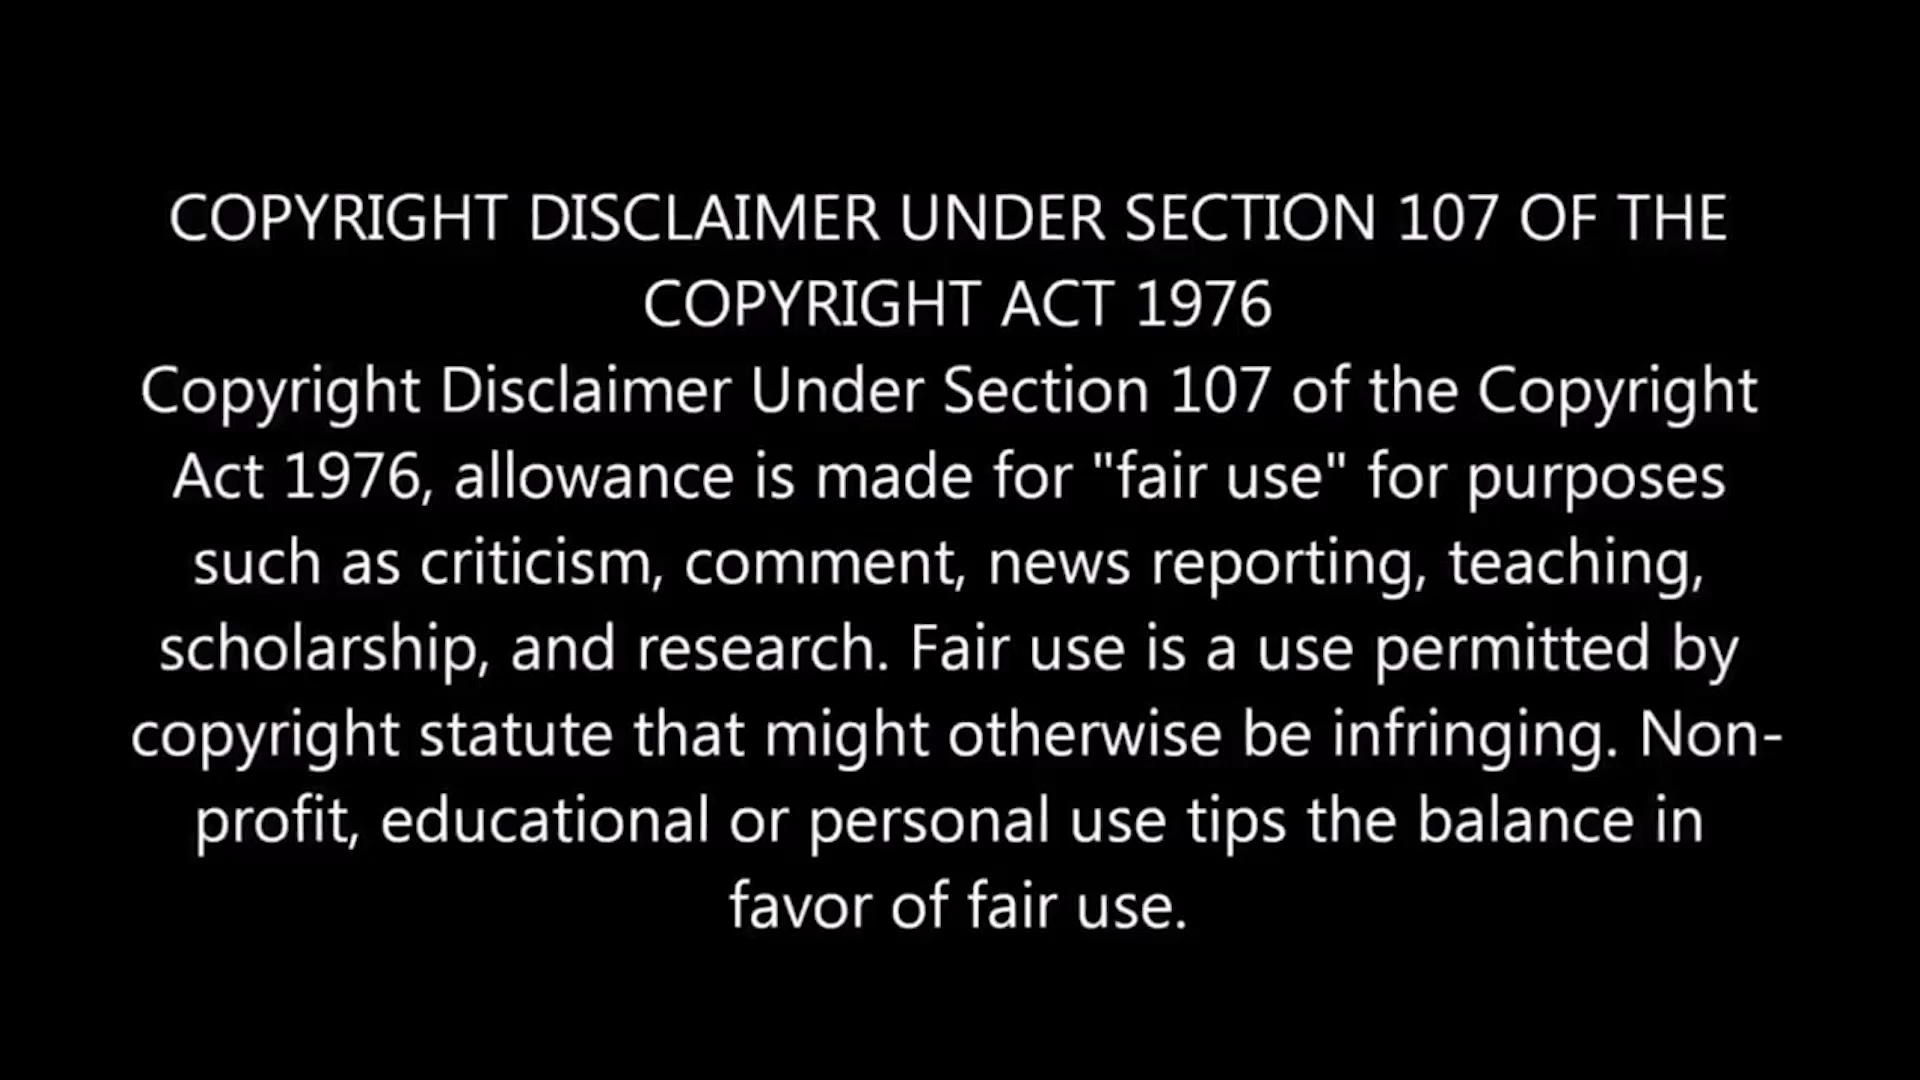 COPYRIGHT DISCLAIMER UNDER SECTION 107 OF THE
COPYRIGHT ACT 1976
Copyright Disclaimer Under Section 107 of the Copyright
Act 1976, allowance is made for "fair use" for purposes
such as criticism, comment, news reporting, teaching,
scholarship, and research. Fair use is a use permitted by
copyright statute that might otherwise be infringing. Non-
profit, educational or personal use tips the balance in
favor of fair use.